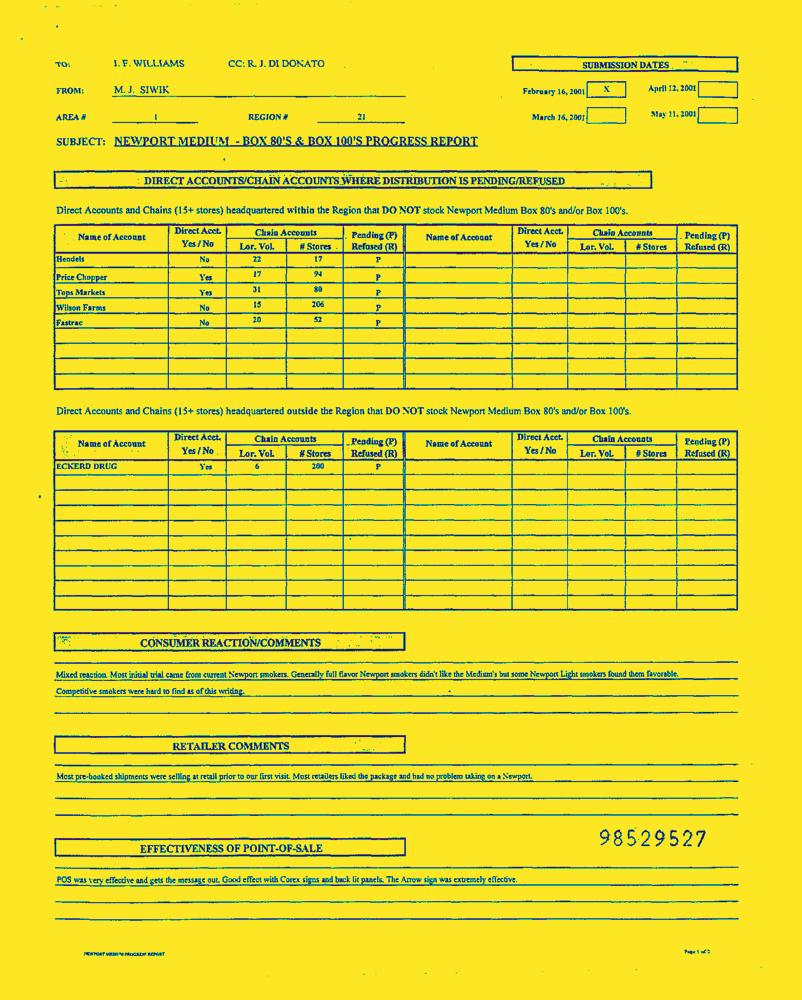 TO: J. F. WILLIAMS CC: R. J. DI DONATO
SUBMISSION DATES
FROM: M. J. SIWIK
February 16, 2001 X April 12, 2001
AREA # 1 REGION # 21
March 16, 2001 May 11, 2001
SUBJECT: NEWPORT MEDIUM - BOX 80'S & BOX 100'S PROGRESS REPORT
DIRECT ACCOUNTS/CHAIN ACCOUNTS WHERE DISTRIBUTION IS PENDING/REFUSED
Direct Accounts and Chains (15+ stores) headquartered within the Region that DO NOT stock Newport Medium Box 80's and/or Box 100's.
Name of Account Direct Acct. Yes / No Chain Accounts Lor. Vol. # Stores Pending (P) Refused (R) Name of Account Direct Acct. Yes / No Chain Accounts Lor. Vol. # Stores Pending (P) Refused (R)
Hendels No 22 17 P
Price Chopper Yes 17 94 P
Tops Markets Yes 31 80 P
Wilson Farms No 15 206 P
Fastrac No 20 52 P
Direct Accounts and Chains (15+ stores) headquartered outside the Region that DO NOT stock Newport Medium Box 80's and/or Box 100's.
Name of Account Direct Acct. Yes / No Chain Accounts Lor. Vol. # Stores Pending (P) Refused (R) Name of Account Direct Acct. Yes / No Chain Accounts Lor. Vol. # Stores Pending (P) Refused (R)
ECKERD DRUG Yes 6 200 P
CONSUMER REACTION/COMMENTS
Mixed reaction. Most initial trial came from current Newport smokers. Generally full flavor Newport smokers didn't like the Medium's but some Newport Light smokers found them favorable.
Competitive smokers were hard to find as of this writing.
RETAILER COMMENTS
Most pre-booked shipments were selling at retail prior to our first visit. Most retailers liked the package and had no problem taking on a Newport.
98529527
EFFECTIVENESS OF POINT-OF-SALE
POS was very effective and gets the message out. Good effect with Corex signs and back lit panels. The Arrow sign was extremely effective.
NEWPORT MEDIUM PROGRESS REPORT Page 1 of 2